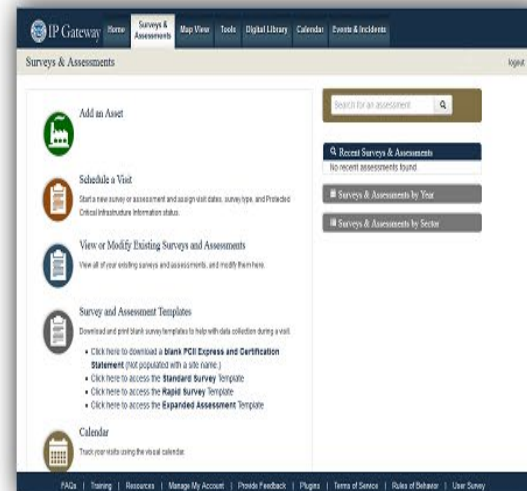 IP Gateway
Home
Surveys &
Assessments
Map View
Tools
Digital Library
Calendar
Events & Incidents
Surveys & Assessments
logout
Add an Asset
Schedule a Visit
Start a new survey or assessment and assign visit dates, survey type, and Protected
Critical Infrastructure Information status.
View or Modify Existing Surveys and Assessments
View all of your existing surveys and assessments, and modify them here.
Survey and Assessment Templates
Download and print blank survey templates to help with data collection during a visit.
• Click here to download a blank PCII Express and Certification
Statement (Not populated with a site name.)
• Click here to access the Standard Survey Template
• Click here to access the Rapid Survey Template
• Click here to access the Expanded Assessment Template
Calendar
Track your visits using the visual calendar.
Search for an assessment
Recent Surveys & Assessments
No recent assessments found.
Surveys & Assessments by Year
Surveys & Assessments by Sector
FAQs | Training | Resources | Manage My Account | Provide Feedback | Plugins | Terms of Service | Rules of Behavior | User Survey